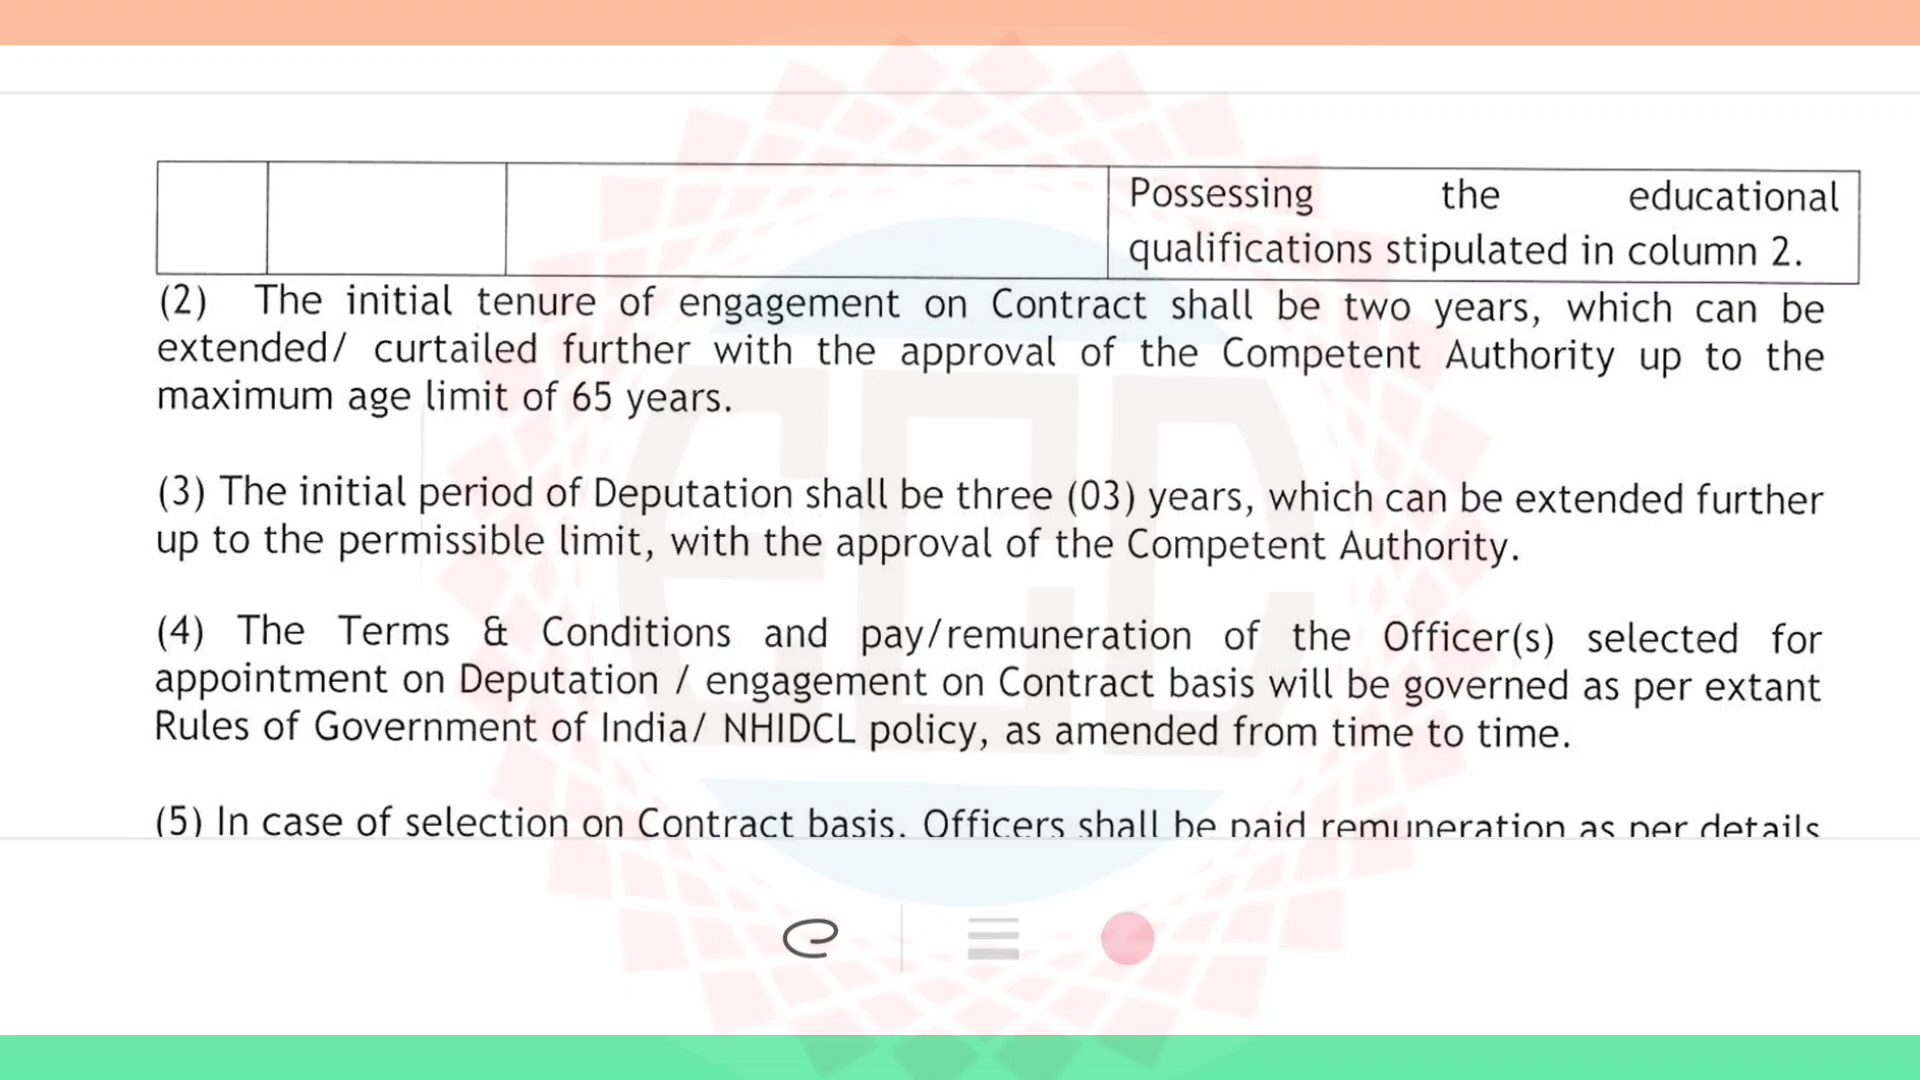 Possessing the educational
qualifications stipulated in column 2.
(2) The initial tenure of engagement on Contract shall be two years, which can be
extended/ curtailed further with the approval of the Competent Authority up to the
maximum age limit of 65 years.
(3) The initial period of Deputation shall be three (03) years, which can be extended further
up to the permissible limit, with the approval of the Competent Authority.
(4) The Terms & Conditions and pay/remuneration of the Officer(s) selected for
appointment on Deputation / engagement on Contract basis will be governed as per extant
Rules of Government of India/ NHIDCL policy, as amended from time to time.
(5) In case of selection on Contract basis. Officers shall be paid remuneration as per details